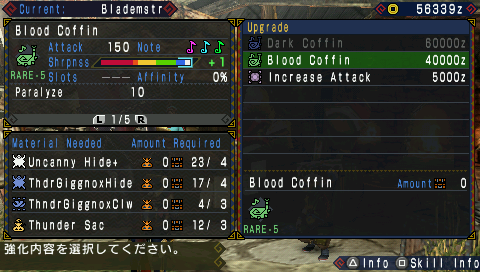 Current: Blademstr
56339z
Blood Coffin
Attack 150 Note
Shrpnss +1
RARE-5
Slots --- Affinity 0%
Paralyze 10
L 1/5 R
Material Needed Amount Required
Uncanny Hide+ 0 23/ 4
ThdrGiggnoxHide 0 17/ 4
ThndrGiggnoxClw 0 4/ 3
Thunder Sac 0 12/ 3
Upgrade
Dark Coffin 60000z
Blood Coffin 40000z
Increase Attack 5000z
Blood Coffin Amount 0
RARE-5
強化内容を選択してください。
△ Info □ Skill Info